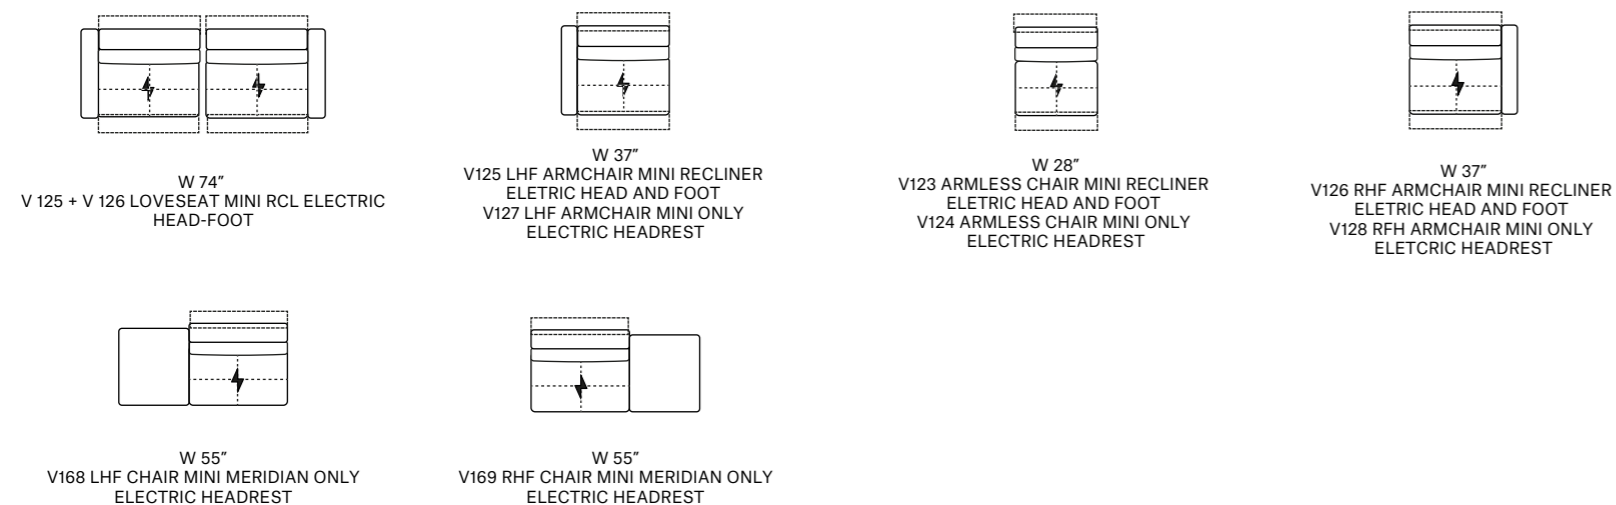 W 74”
V 125 + V 126 LOVESEAT MINI RCL ELECTRIC
HEAD-FOOT
W 37”
V125 LHF ARMCHAIR MINI RECLINER
ELETRIC HEAD AND FOOT
V127 LHF ARMCHAIR MINI ONLY
ELECTRIC HEADREST
W 28”
V123 ARMLESS CHAIR MINI RECLINER
ELETRIC HEAD AND FOOT
V124 ARMLESS CHAIR MINI ONLY
ELECTRIC HEADREST
W 37”
V126 RHF ARMCHAIR MINI RECLINER
ELETRIC HEAD AND FOOT
V128 RFH ARMCHAIR MINI ONLY
ELETCRIC HEADREST
W 55”
V168 LHF CHAIR MINI MERIDIAN ONLY
ELECTRIC HEADREST
W 55”
V169 RHF CHAIR MINI MERIDIAN ONLY
ELECTRIC HEADREST